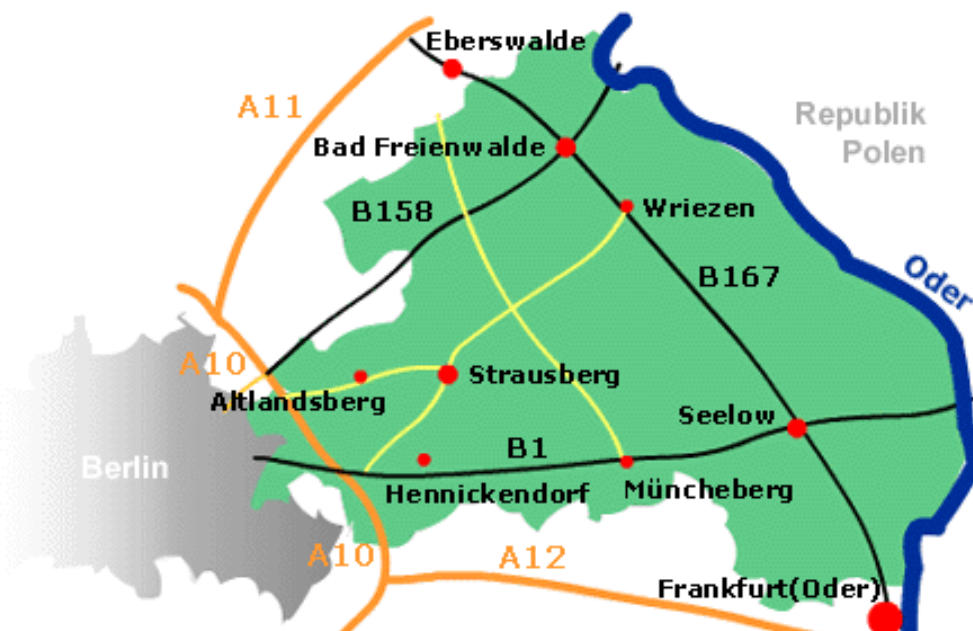 Eberswalde
A11
Republik
Polen
Bad Freienwalde
B158
Wriezen
B167
Oder
A10
Strausberg
Altlandsberg
Seelow
B1
Berlin
Hennickendorf
Müncheberg
A10
A12
Frankfurt(Oder)